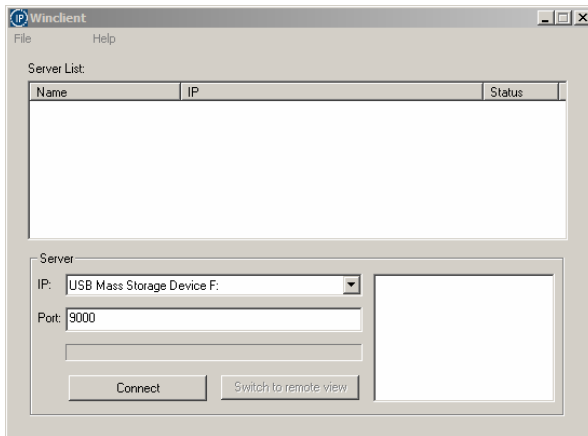 IP Winclient
File Help
Server List:
Name IP Status
Server
IP: USB Mass Storage Device F:
Port: 9000
Connect Switch to remote view